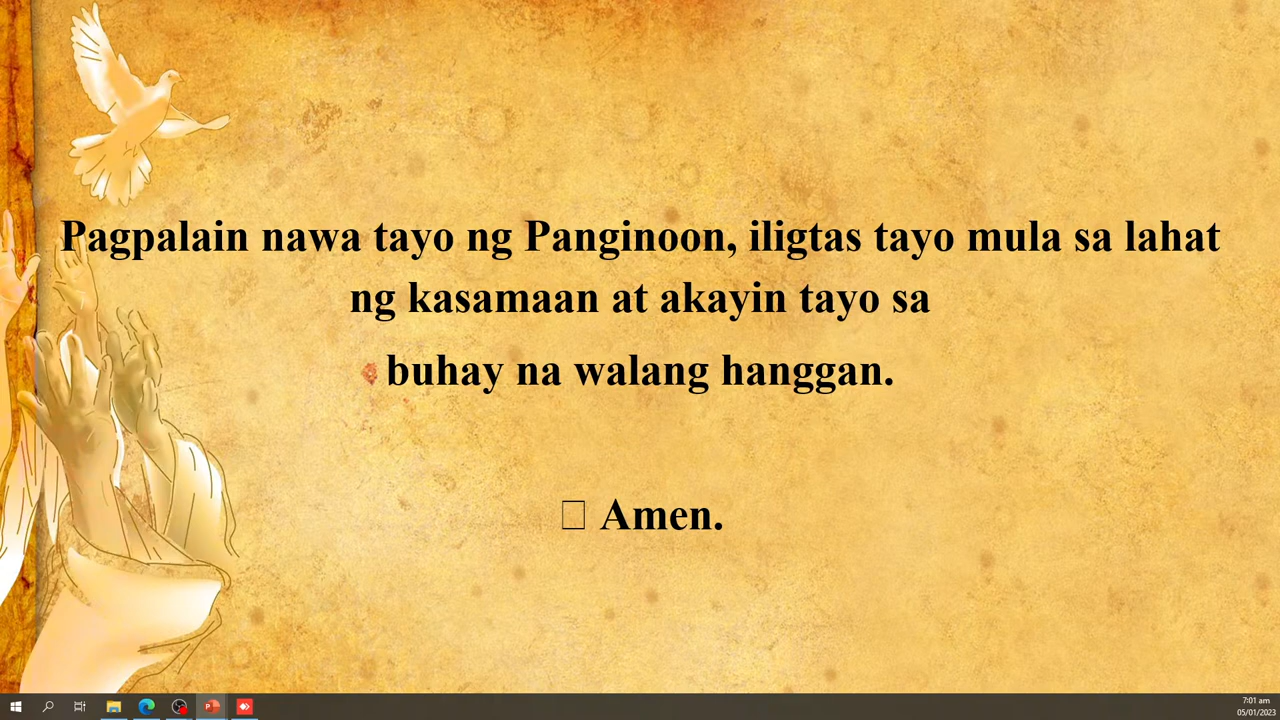 Pagpalain nawa tayo ng Panginoon, iligtas tayo mula sa lahat
ng kasamaan at akayin tayo sa
buhay na walang hanggan.
Amen.
7:01 am
05/01/2023